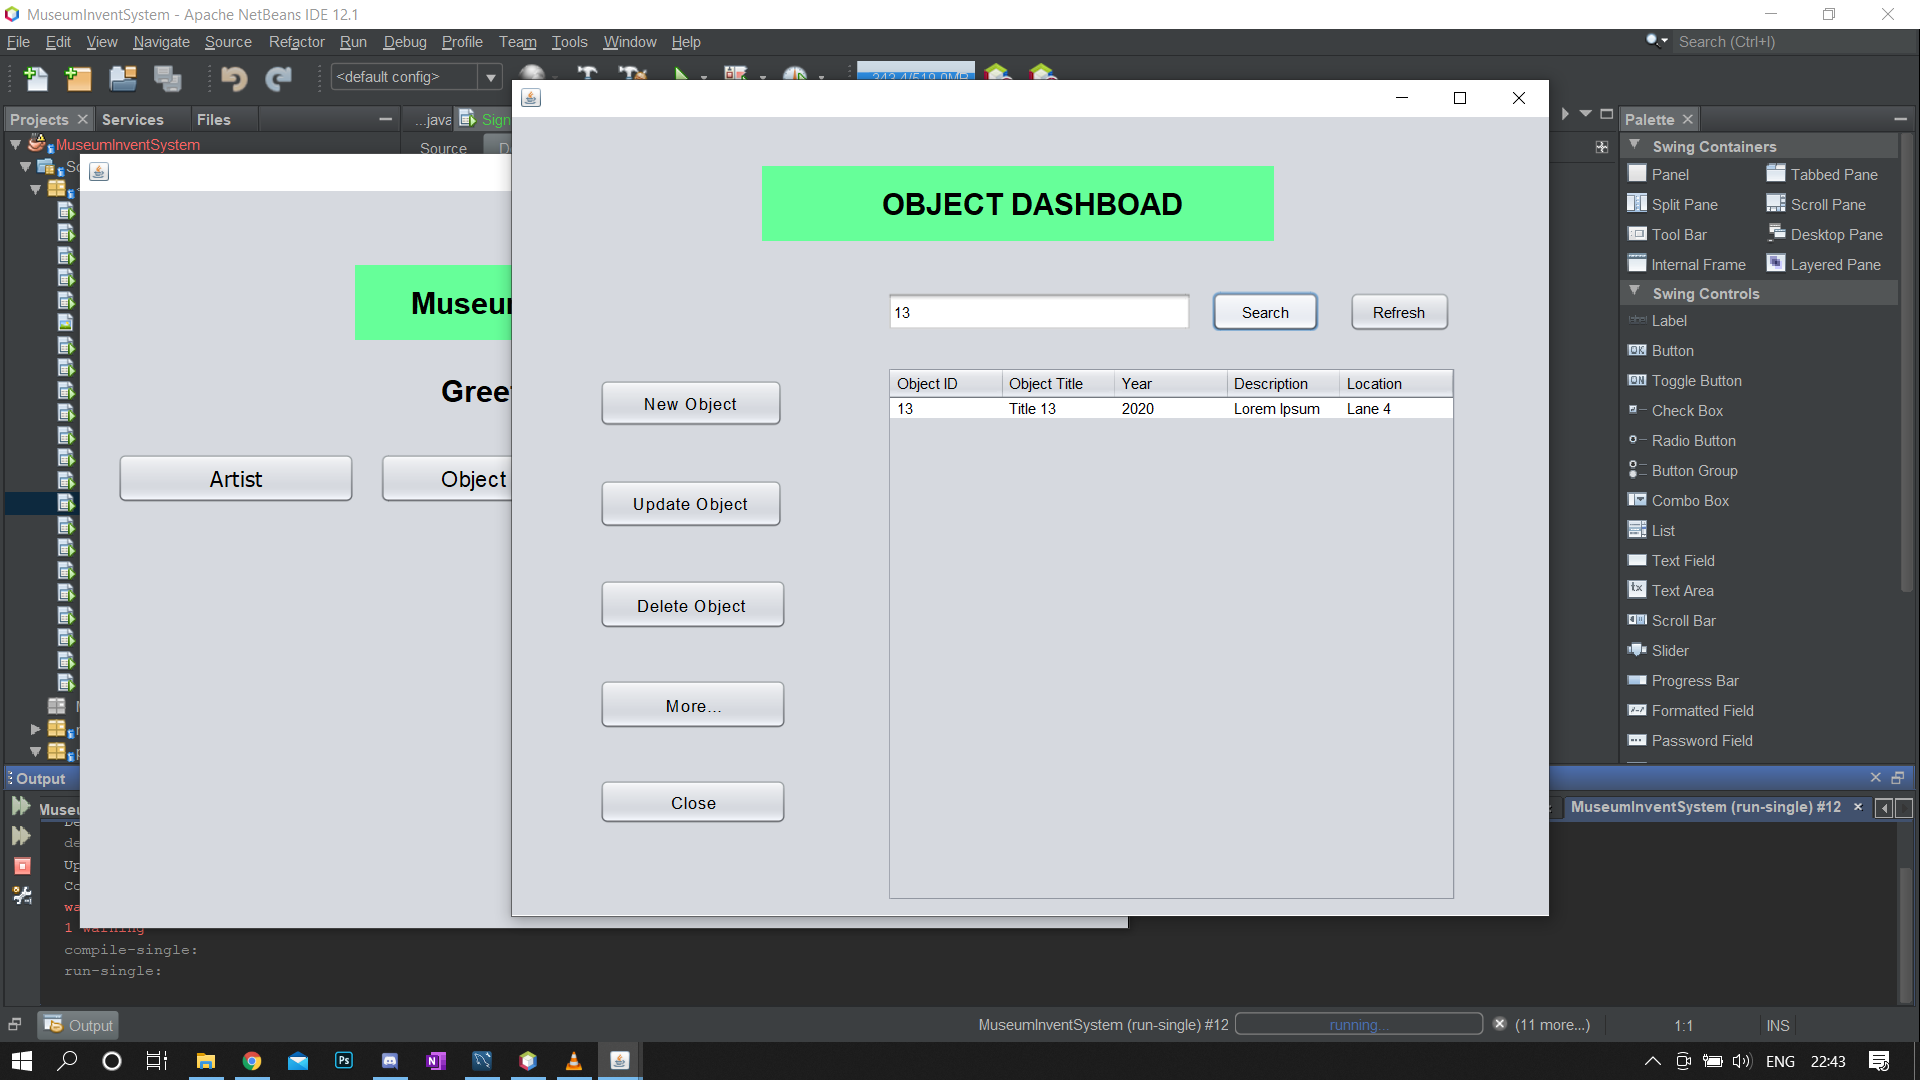 MuseumInventSystem - Apache NetBeans IDE 12.1
File Edit View Navigate Source Refactor Run Debug Profile Team Tools Window Help
Search (Ctrl+I)
<default config>
343.4/519.0MB
Projects Services Files
...java Sign
Source
MuseumInventSystem
Museum
Artist Object
OBJECT DASHBOAD
13 Search Refresh
New Object
Update Object
Delete Object
More...
Close
Object ID Object Title Year Description Location
13 Title 13 2020 Lorem Ipsum Lane 4
Palette
Swing Containers
Panel Tabbed Pane
Split Pane Scroll Pane
Tool Bar Desktop Pane
Internal Frame Layered Pane
Swing Controls
Label
Button
Toggle Button
Check Box
Radio Button
Button Group
Combo Box
List
Text Field
Text Area
Scroll Bar
Slider
Progress Bar
Formatted Field
Password Field
Output
MuseumInventSystem (run-single) #12
1 warning
compile-single:
run-single:
Output
MuseumInventSystem (run-single) #12 running... (11 more...) 1:1 INS
ENG 22:43